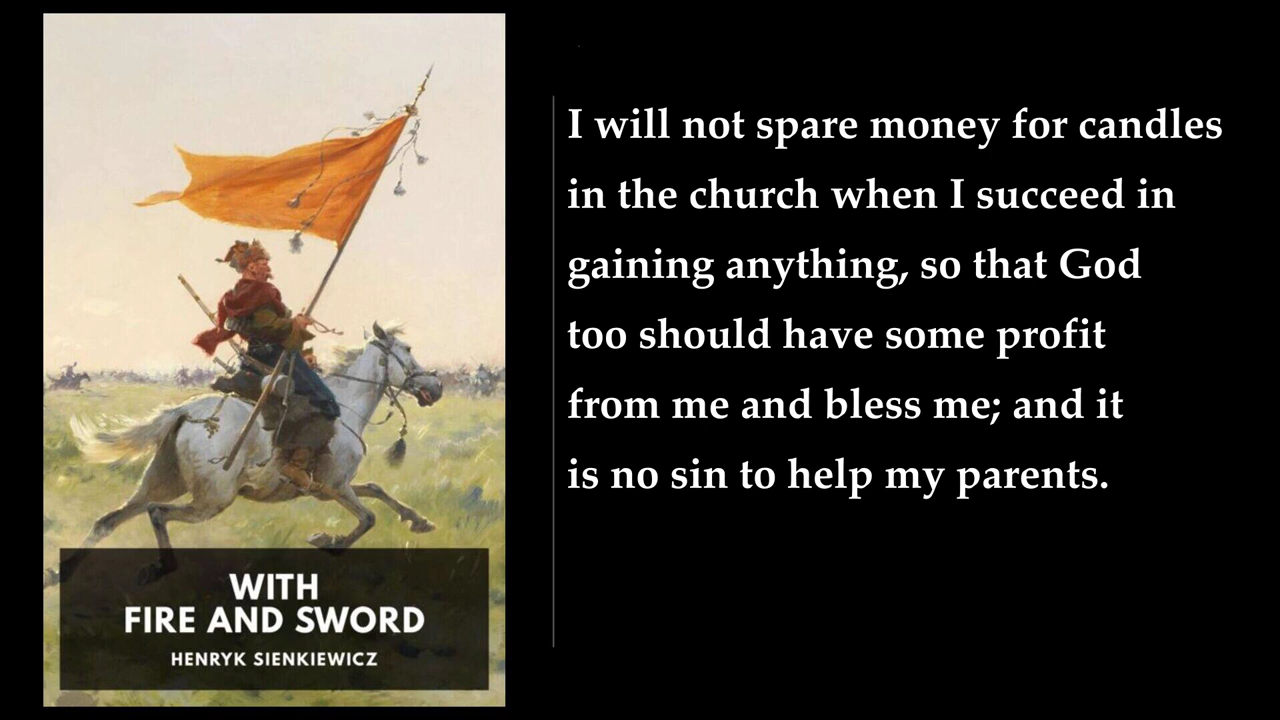 WITH
FIRE AND SWORD
HENRYK SIENKIEWICZ
I will not spare money for candles
in the church when I succeed in
gaining anything, so that God
too should have some profit
from me and bless me; and it
is no sin to help my parents.